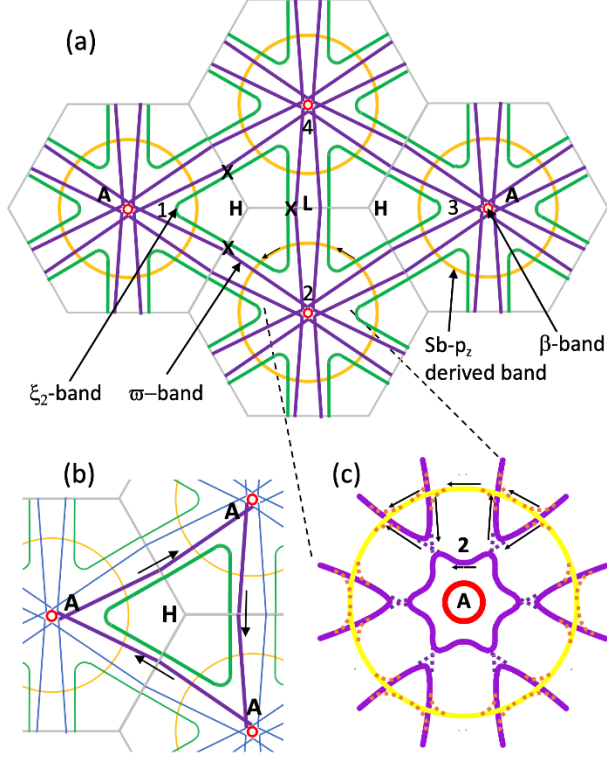 (a)
4
X
A
1
H
X
L
H
3
A
X
2
ξ₂-band
ϖ–band
Sb-pz
derived band
β-band
(b)
A
A
H
A
(c)
2
A